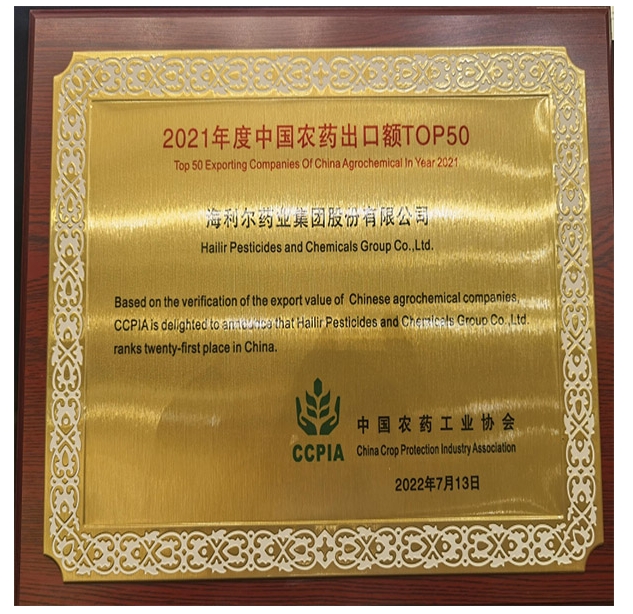 2021年度中国农药出口额TOP50
Top 50 Exporting Companies Of China Agrochemical In Year 2021
海利尔药业集团股份有限公司
Hailir Pesticides and Chemicals Group Co.,Ltd.
Based on the verification of the export value of Chinese agrochemical companies,
CCPIA is delighted to announce that Hailir Pesticides and Chemicals Group Co.,Ltd.
ranks twenty-first place in China.
CCPIA
中国农药工业协会
China Crop Protection Industry Association
2022年7月13日